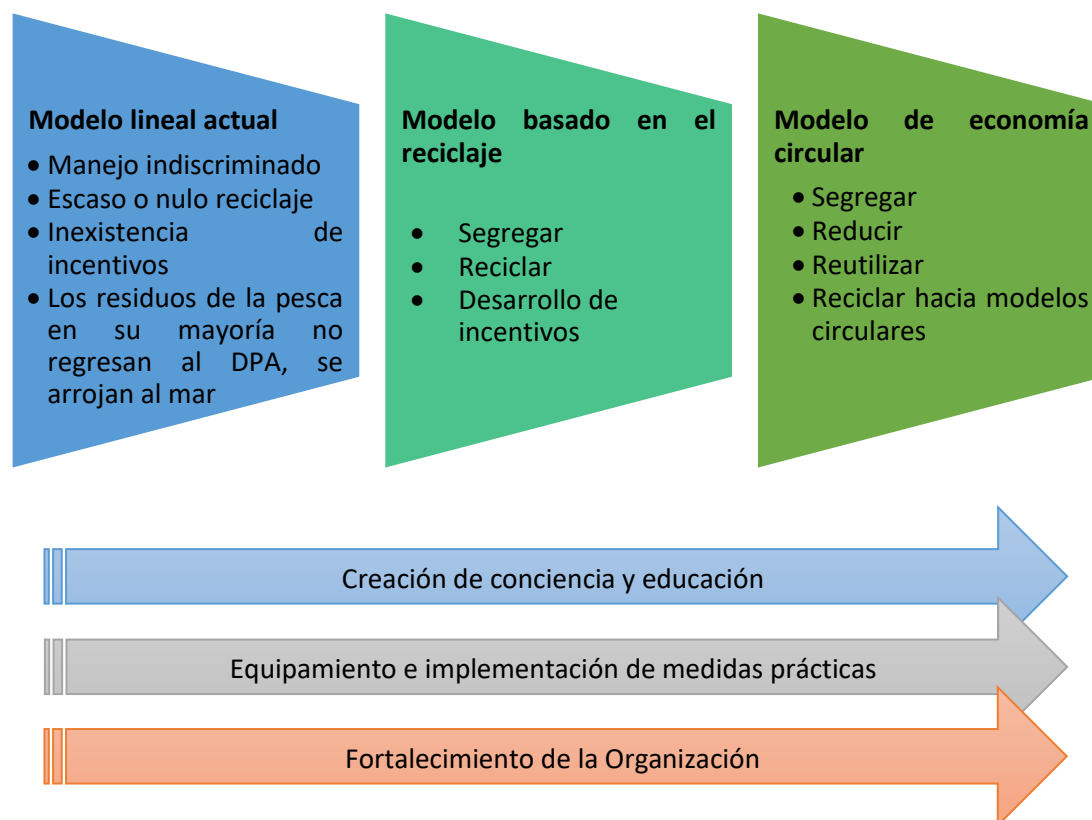 Modelo lineal actual
• Manejo indiscriminado
• Escaso o nulo reciclaje
• Inexistencia de
incentivos
• Los residuos de la pesca
en su mayoría no
regresan al DPA, se
arrojan al mar
Modelo basado en el
reciclaje
• Segregar
• Reciclar
• Desarrollo de
incentivos
Modelo de economía
circular
• Segregar
• Reducir
• Reutilizar
• Reciclar hacia modelos
circulares
Creación de conciencia y educación
Equipamiento e implementación de medidas prácticas
Fortalecimiento de la Organización